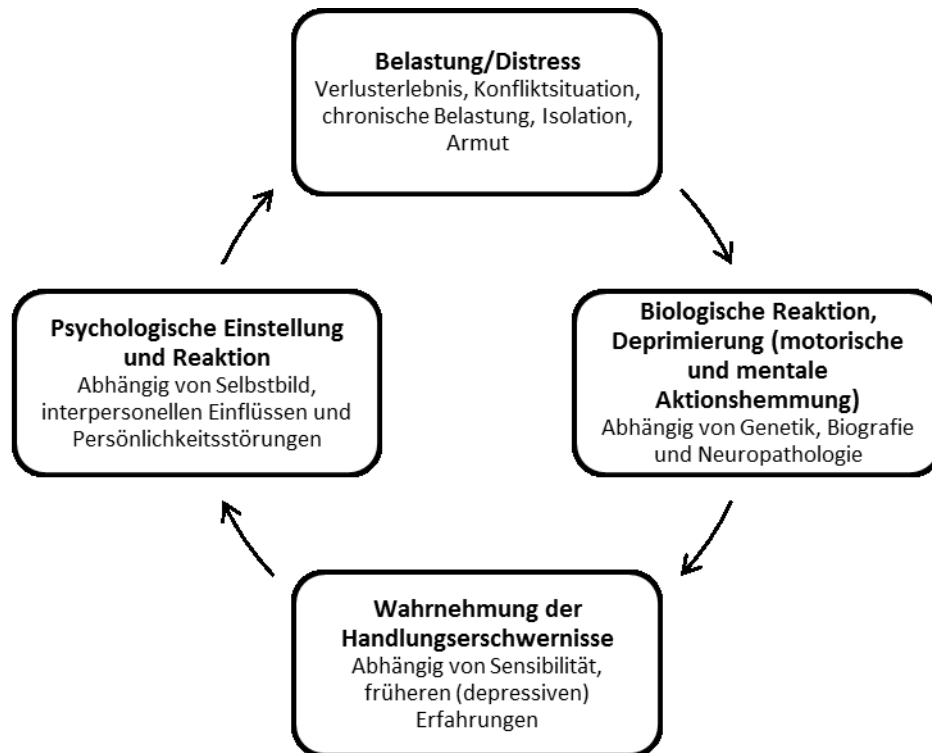 Belastung/Distress
Verlusterlebnis, Konfliktsituation,
chronische Belastung, Isolation,
Armut
Biologische Reaktion,
Deprimierung (motorische
und mentale
Aktionshemmung)
Abhängig von Genetik, Biografie
und Neuropathologie
Wahrnehmung der
Handlungserschwernisse
Abhängig von Sensibilität,
früheren (depressiven)
Erfahrungen
Psychologische Einstellung
und Reaktion
Abhängig von Selbstbild,
interpersonellen Einflüssen und
Persönlichkeitsstörungen